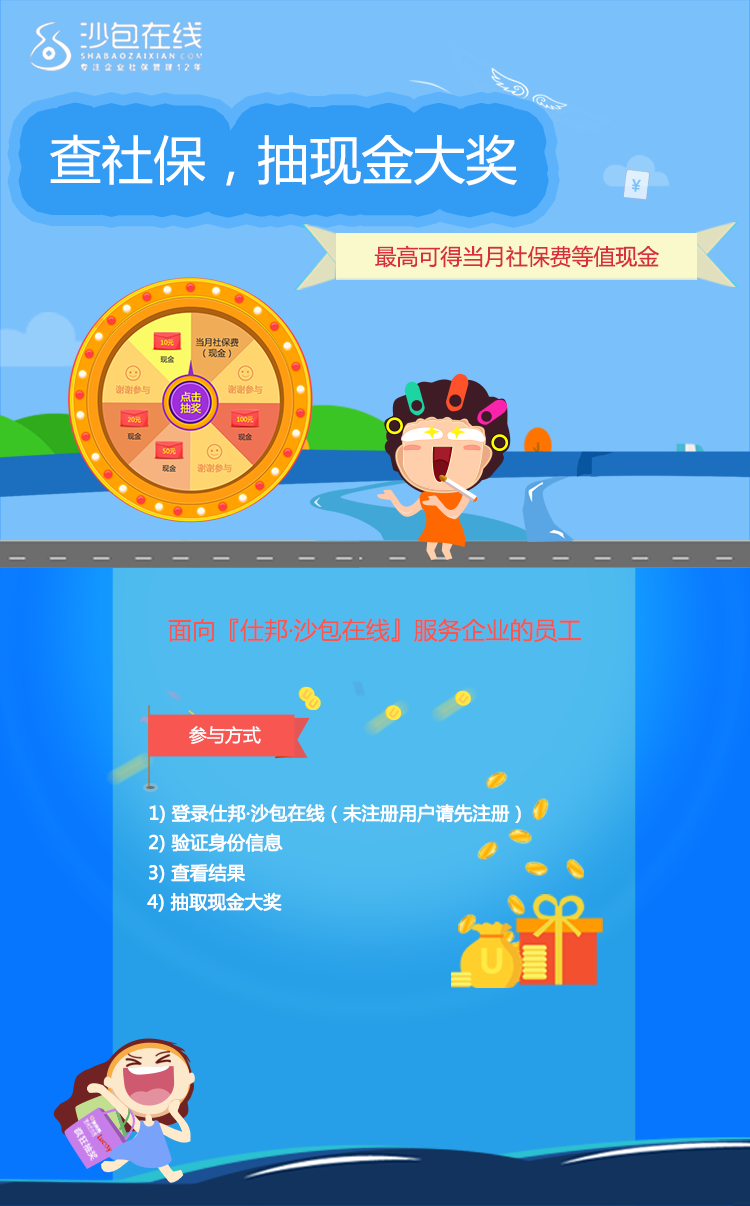 沙包在线
SHABAOZAIXIAN.COM
专注企业社保管理12年
¥
查社保，抽现金大奖
最高可得当月社保费等值现金
10元
现金
当月社保费
（现金）
谢谢参与
谢谢参与
点击
抽奖
20元
现金
100元
现金
50元
现金
谢谢参与
面向『仕邦·沙包在线』服务企业的员工
参与方式
1) 登录仕邦·沙包在线（未注册用户请先注册）
2) 验证身份信息
3) 查看结果
4) 抽取现金大奖
U
疯狂抽奖